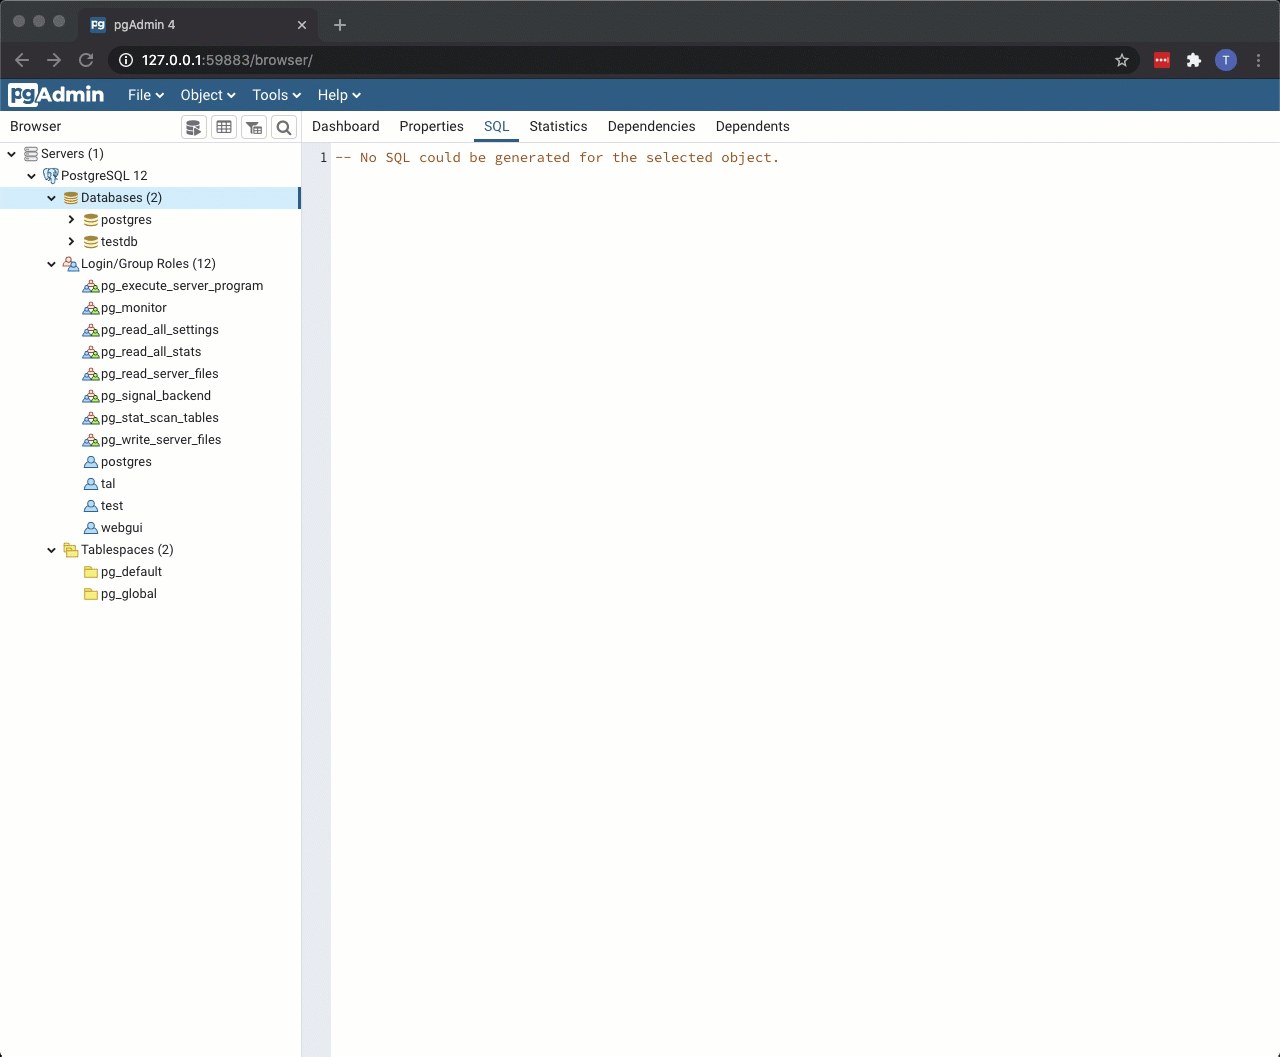 pgAdmin 4
127.0.0.1:59883/browser/
T
pgAdmin File Object Tools Help
Browser
Dashboard Properties SQL Statistics Dependencies Dependents
Servers (1)
PostgreSQL 12
Databases (2)
postgres
testdb
Login/Group Roles (12)
pg_execute_server_program
pg_monitor
pg_read_all_settings
pg_read_all_stats
pg_read_server_files
pg_signal_backend
pg_stat_scan_tables
pg_write_server_files
postgres
tal
test
webgui
Tablespaces (2)
pg_default
pg_global
1 -- No SQL could be generated for the selected object.